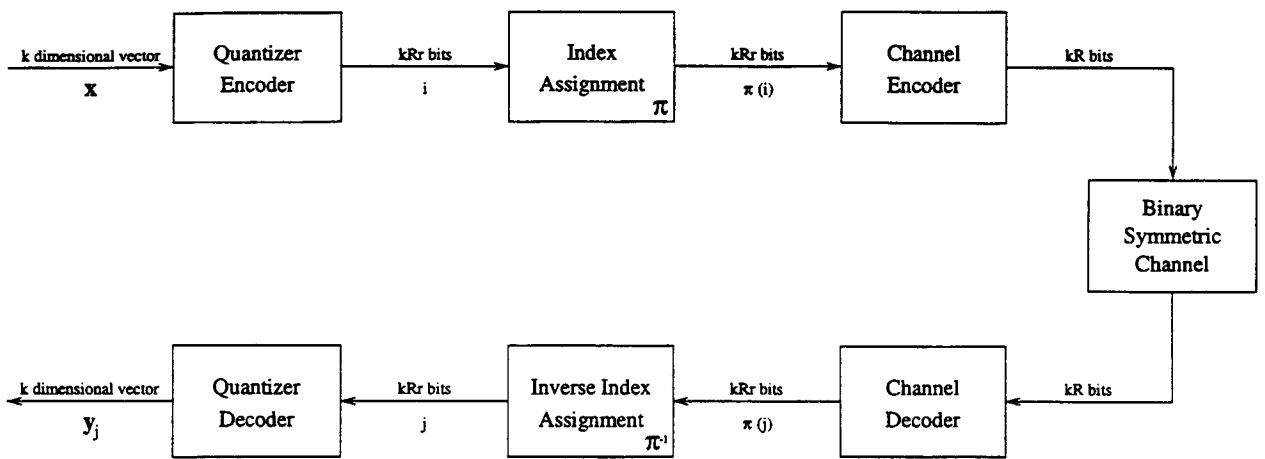 k dimensional vector
x
Quantizer
Encoder
kRr bits
i
Index
Assignment
π
kRr bits
π (i)
Channel
Encoder
kR bits
Binary
Symmetric
Channel
k dimensional vector
y_j
Quantizer
Decoder
kRr bits
j
Inverse Index
Assignment
π⁻¹
kRr bits
π (j)
Channel
Decoder
kR bits